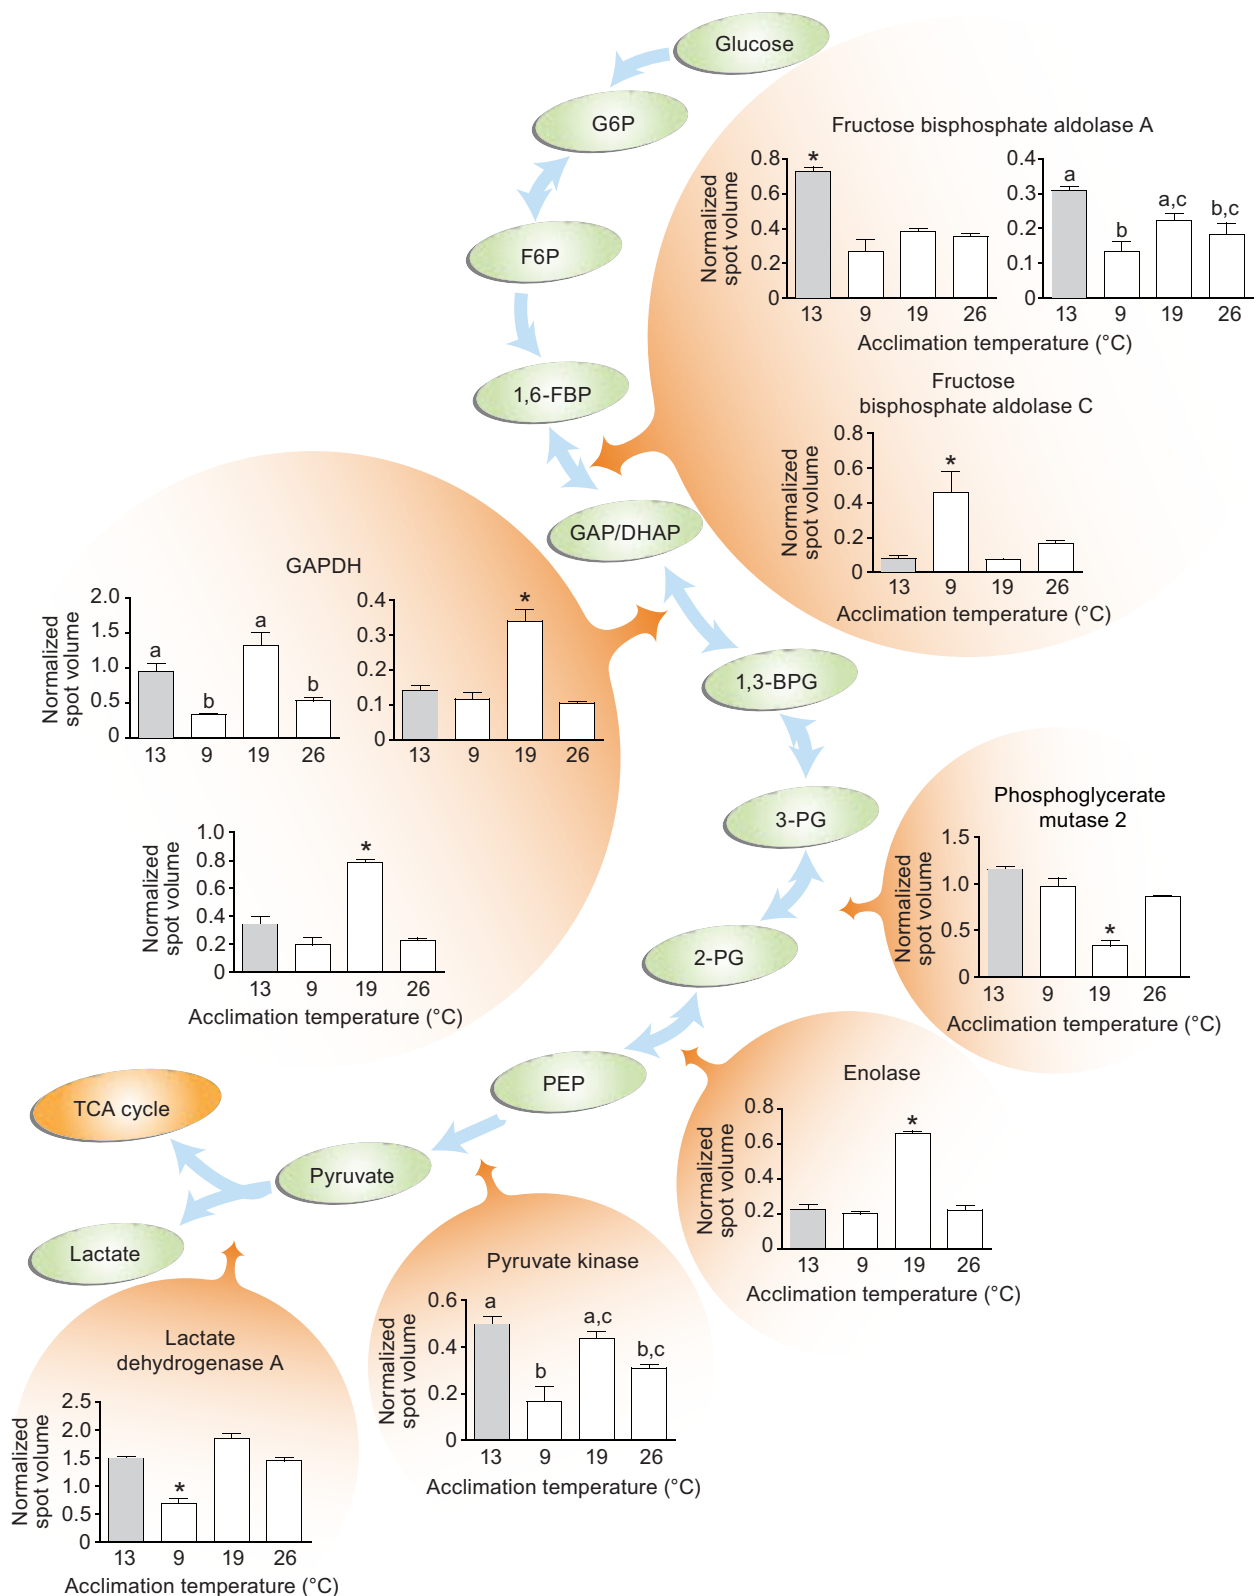 Glucose
G6P
F6P
1,6-FBP
GAP/DHAP
1,3-BPG
3-PG
2-PG
PEP
Pyruvate
TCA cycle
Lactate
Fructose bisphosphate aldolase A
Normalized
spot volume
0.8
0.6
0.4
0.2
0
*
13 9 19 26
0.4
0.3
0.2
0.1
0
a b a,c b,c
13 9 19 26
Acclimation temperature (°C)
Fructose
bisphosphate aldolase C
Normalized
spot volume
0.8
0.6
0.4
0.2
0
*
13 9 19 26
Acclimation temperature (°C)
GAPDH
Normalized
spot volume
2.0
1.5
1.0
0.5
0
a b a b
13 9 19 26
0.4
0.3
0.2
0.1
0
*
13 9 19 26
Normalized
spot volume
1.0
0.8
0.4
0.2
0
*
13 9 19 26
Acclimation temperature (°C)
Phosphoglycerate
mutase 2
Normalized
spot volume
1.5
1.0
0.5
0
*
13 9 19 26
Acclimation temperature (°C)
Enolase
Normalized
spot volume
0.8
0.6
0.4
0.2
0
*
13 9 19 26
Acclimation temperature (°C)
Pyruvate kinase
Normalized
spot volume
0.6
0.4
0.2
0
a b a,c b,c
13 9 19 26
Acclimation temperature (°C)
Lactate
dehydrogenase A
Normalized
spot volume
2.5
2.0
1.5
1.0
0.5
0
*
13 9 19 26
Acclimation temperature (°C)